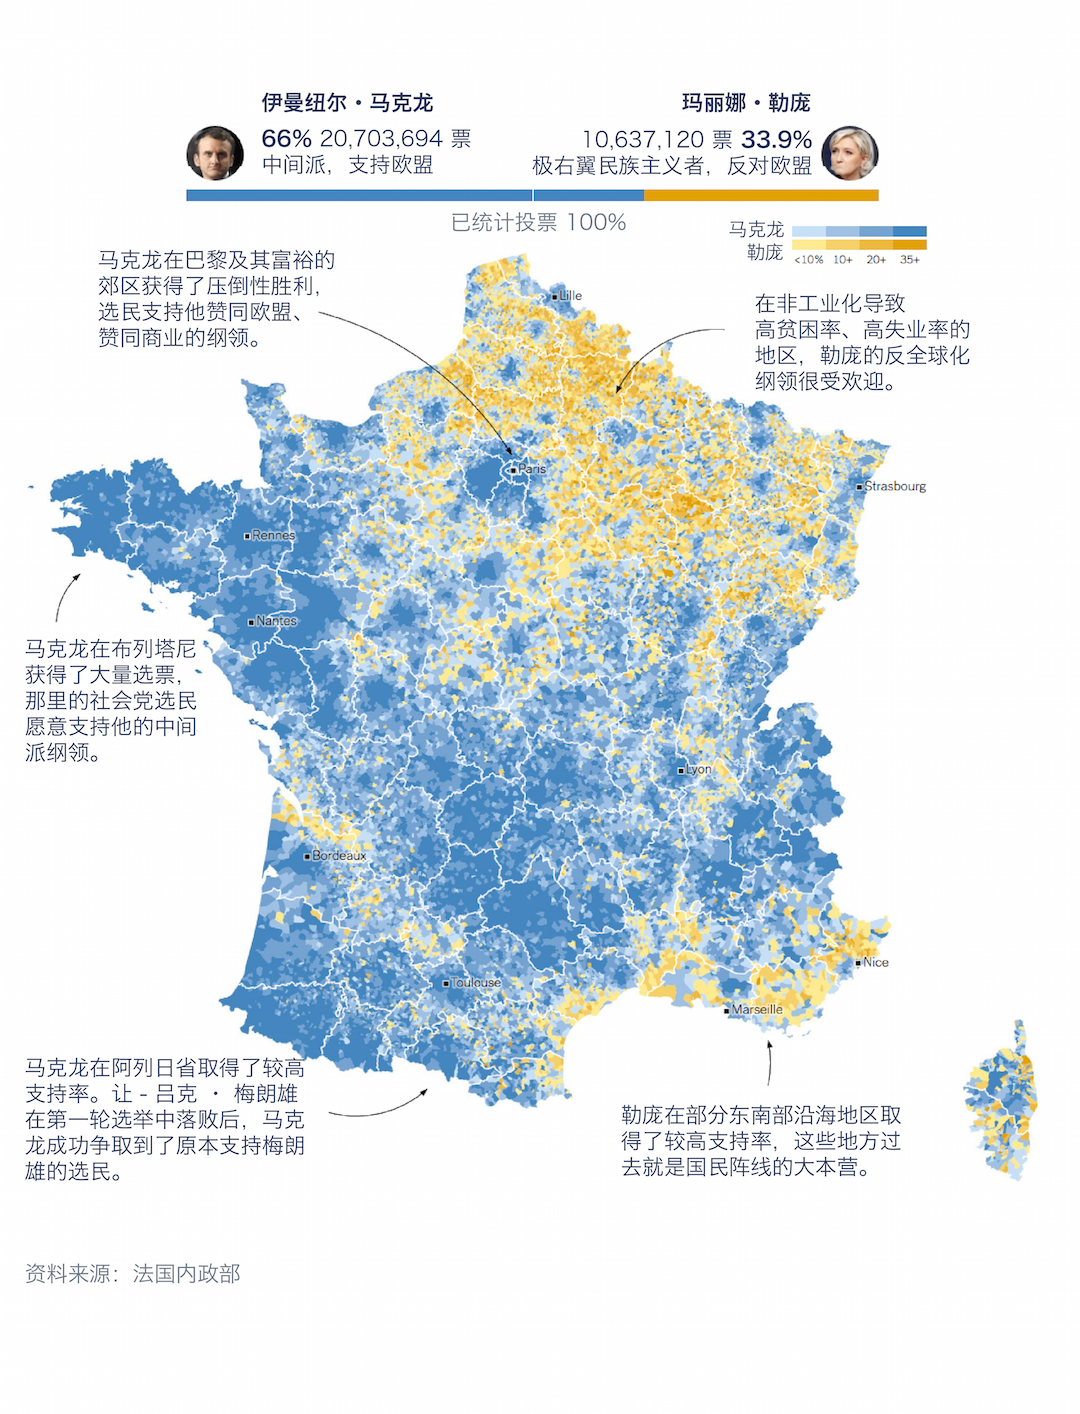 伊曼纽尔·马克龙
66% 20,703,694 票
中间派，支持欧盟
玛丽娜·勒庞
10,637,120 票 33.9%
极右翼民族主义者，反对欧盟
已统计投票 100%
马克龙
勒庞
<10% 10+ 20+ 35+
马克龙在巴黎及其富裕的
郊区获得了压倒性胜利，
选民支持他赞同欧盟、
赞同商业的纲领。
在非工业化导致
高贫困率、高失业率的
地区，勒庞的反全球化
纲领很受欢迎。
Lille
Paris
Strasbourg
Rennes
Nantes
马克龙在布列塔尼
获得了大量选票，
那里的社会党选民
愿意支持他的中间
派纲领。
Lyon
Bordeaux
Nice
Toulouse
Marseille
马克龙在阿列日省取得了较高
支持率。让-吕克 · 梅朗雄
在第一轮选举中落败后，马克
龙成功争取到了原本支持梅朗
雄的选民。
勒庞在部分东南部沿海地区取
得了较高支持率，这些地方过
去就是国民阵线的大本营。
资料来源：法国内政部